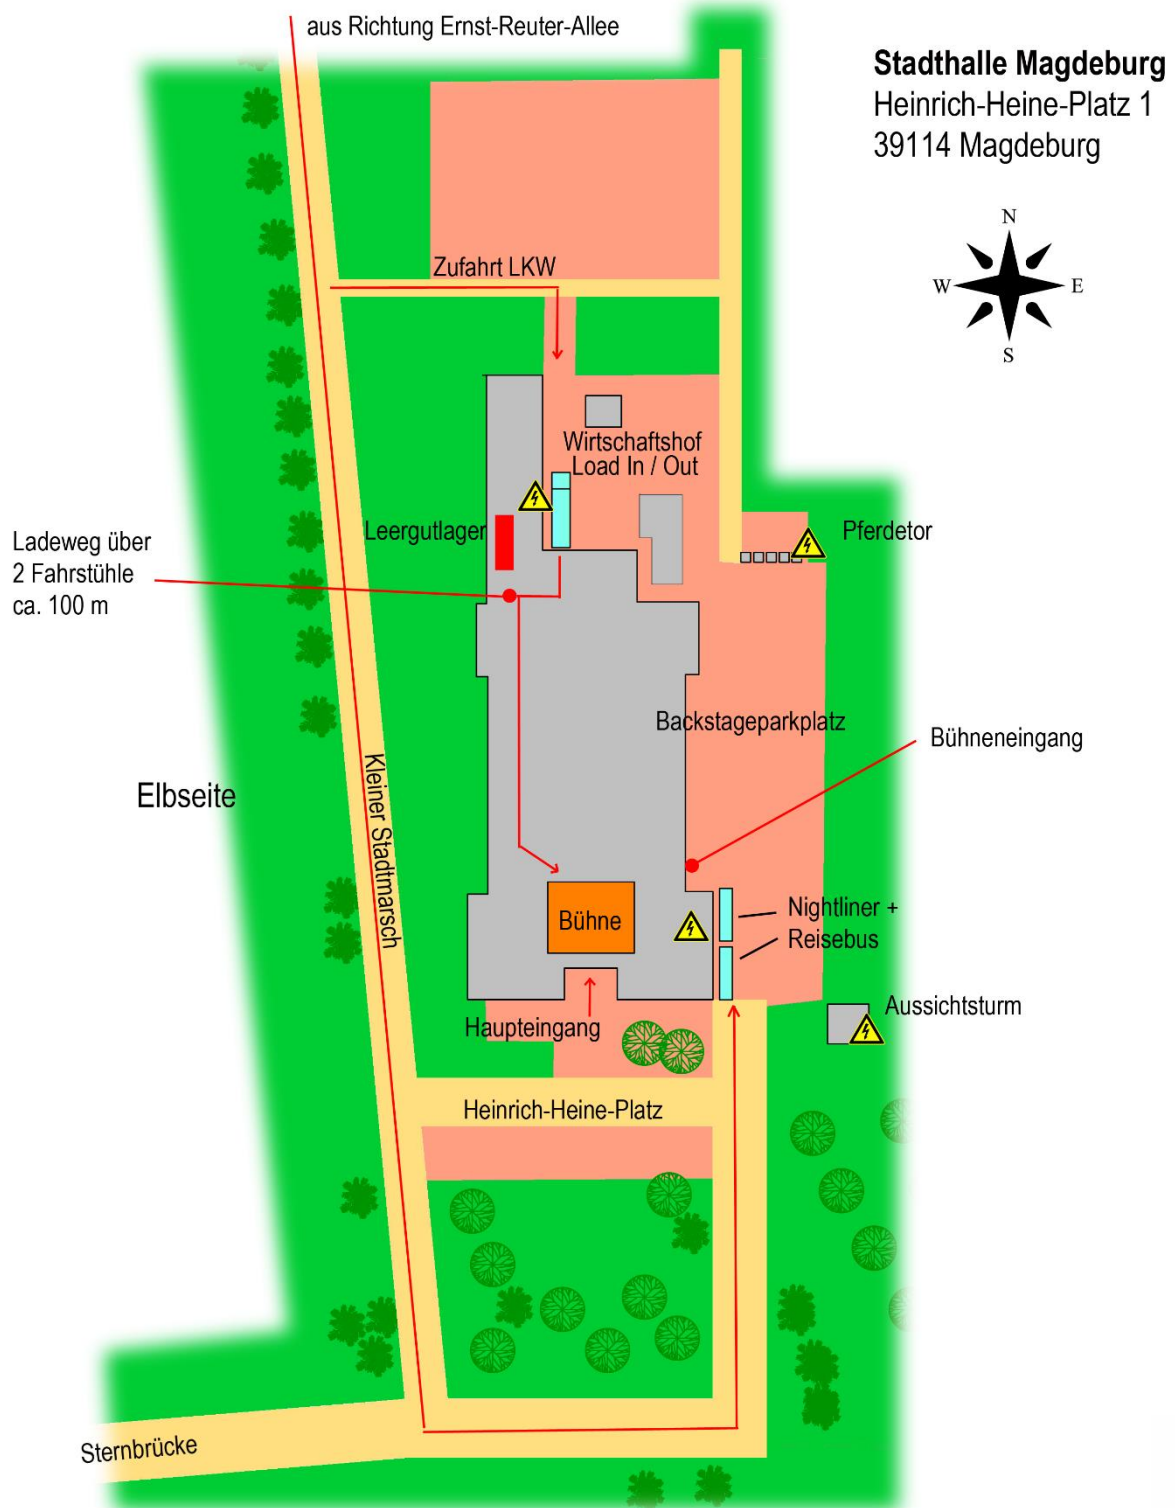 aus Richtung Ernst-Reuter-Allee
Stadthalle Magdeburg
Heinrich-Heine-Platz 1
39114 Magdeburg
N
W
E
S
Zufahrt LKW
Wirtschaftshof
Load In / Out
Leergutlager
Pferdetor
Ladeweg über
2 Fahrstühle
ca. 100 m
Backstageparkplatz
Bühneneingang
Elbseite
Kleiner Stadtmarsch
Bühne
Nightliner +
Reisebus
Aussichtsturm
Haupteingang
Heinrich-Heine-Platz
Sternbrücke